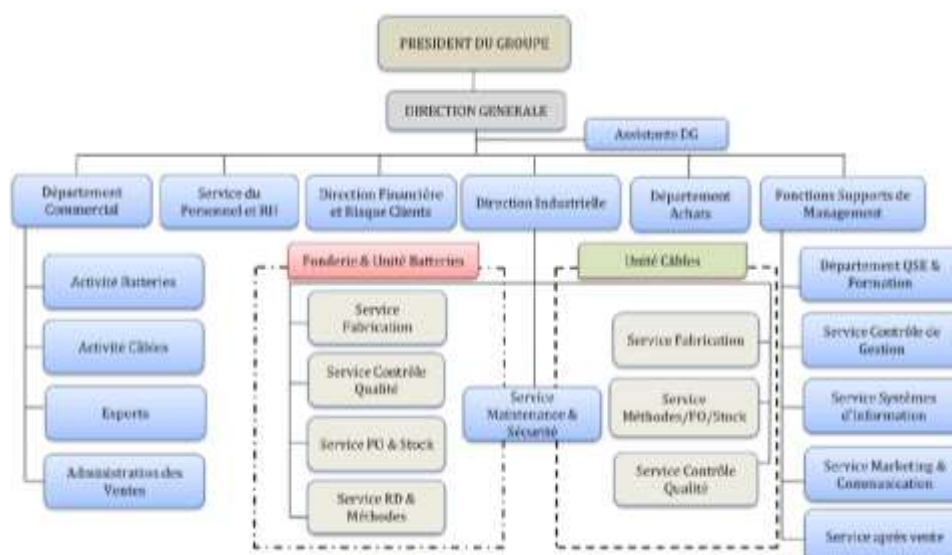 PRESIDENT DU GROUPE
DIRECTION GENERALE
Assistante DG
Département
Commercial
Service du
Personnel et RH
Direction Financière
et Risque Clients
Direction Industrielle
Département
Achats
Fonctions Supports de
Management
Fonderie & Unité Batteries
Unité Câbles
Activité Batteries
Activité Câbles
Exports
Administration des
Ventes
Service
Fabrication
Service Contrôle
Qualité
Service PO & Stock
Service RD &
Méthodes
Service
Maintenance &
Sécurité
Service Fabrication
Service
Méthodes/PO/Stock
Service Contrôle
Qualité
Département QSE &
Formation
Service Contrôle de
Gestion
Service Systèmes
d'Information
Service Marketing &
Communication
Service après vente